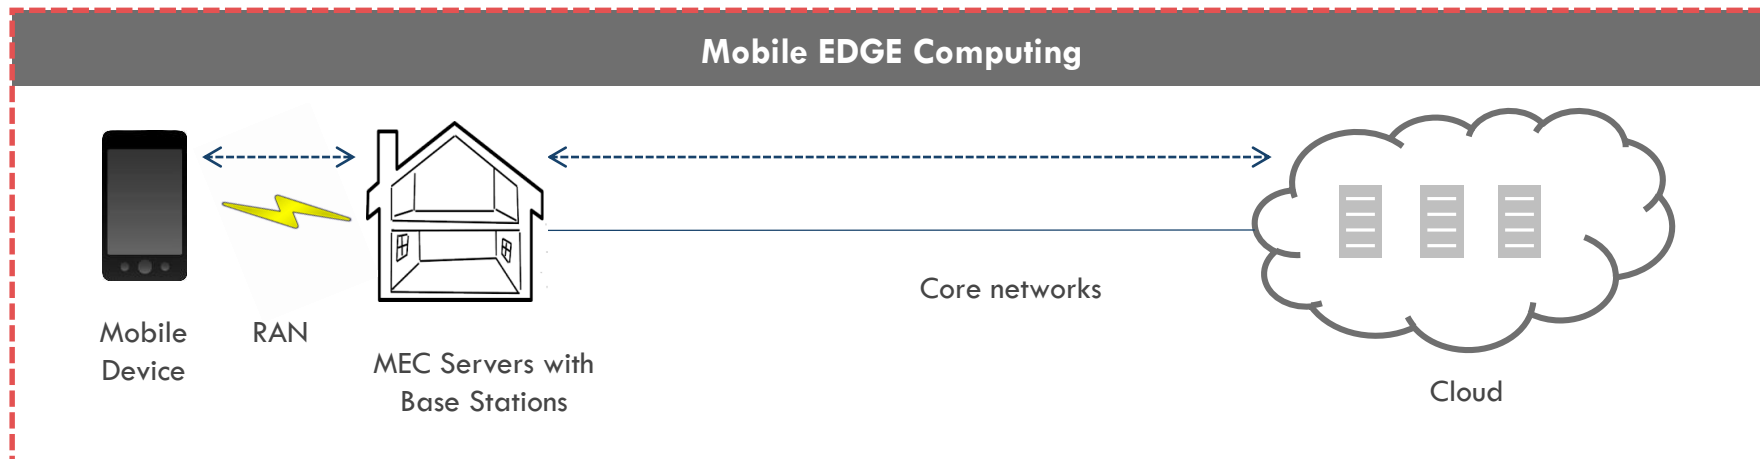 Mobile EDGE Computing
Core networks
Mobile
Device
RAN
MEC Servers with
Base Stations
Cloud